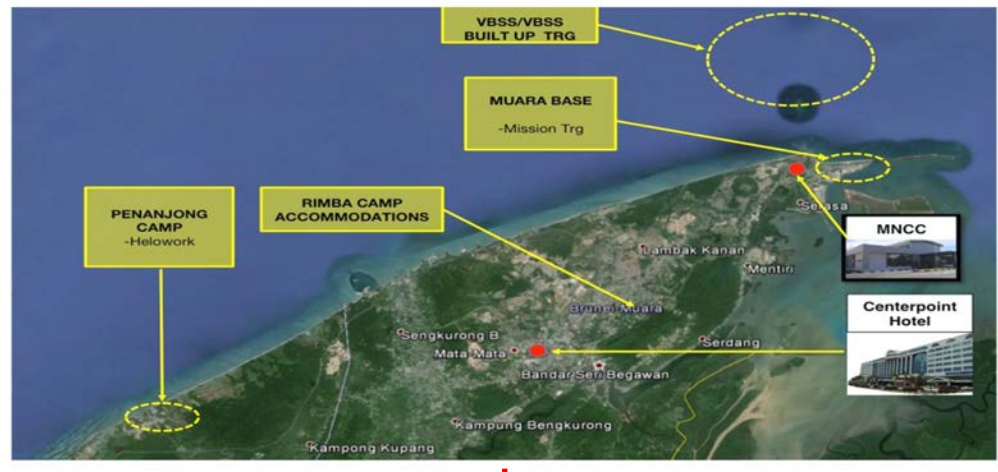 VBSS/VBSS
BUILT UP TRG
MUARA BASE
-Mission Trg
PENANJONG
CAMP
-Helowork
RIMBA CAMP
ACCOMMODATIONS
Serasa
MNCC
Lambak Kanan
Mentiri
Brunei-Muara
Centerpoint
Hotel
Sengkurong B
Mata-Mata
Serdang
Bandar Seri Begawan
Kampung Bengkurong
Kampong Kupang